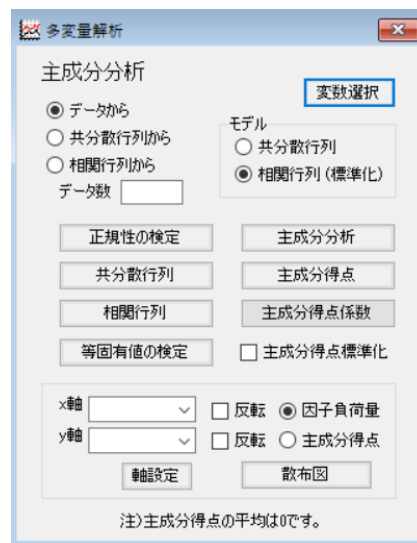 多変量解析
主成分分析
変数選択
データから
共分散行列から
相関行列から
データ数
モデル
共分散行列
相関行列(標準化)
正規性の検定
主成分分析
共分散行列
主成分得点
相関行列
主成分得点係数
等固有値の検定
主成分得点標準化
x軸
反転
因子負荷量
y軸
反転
主成分得点
軸設定
散布図
注)主成分得点の平均は0です。